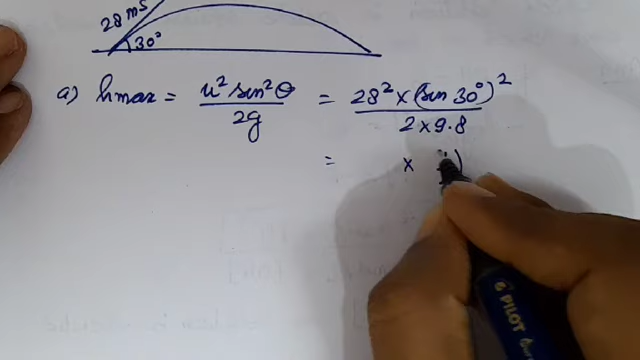 28 ms
30°
a) hmax = u² sin²θ / 2g = 28² × (sin 30°)² / 2 × 9.8
= ×
PILOT